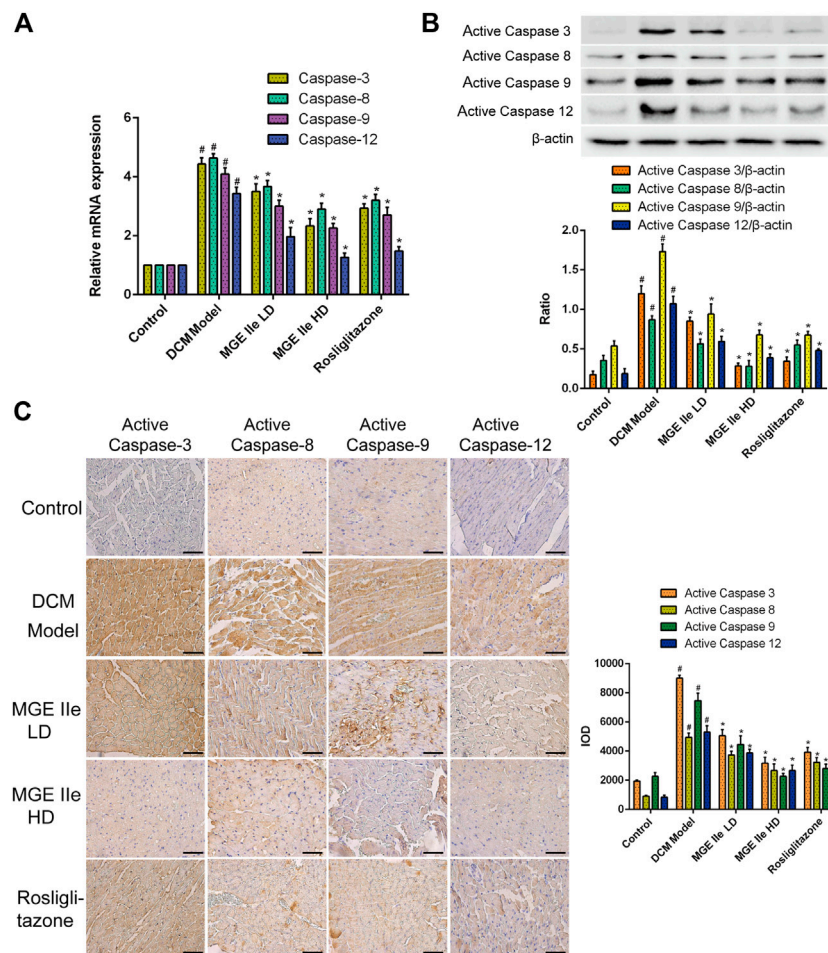 A
Caspase-3
Caspase-8
Caspase-9
Caspase-12
Relative mRNA expression
6
4
2
0
# # # #
* * * *
* * * *
* * * *
Control
DCM Model
MGE IIe LD
MGE IIe HD
Rosliglitazone
B
Active Caspase 3
Active Caspase 8
Active Caspase 9
Active Caspase 12
β-actin
Active Caspase 3/β-actin
Active Caspase 8/β-actin
Active Caspase 9/β-actin
Active Caspase 12/β-actin
Ratio
2.0
1.5
1.0
0.5
0.0
# # # #
* * * *
* * * *
* * * *
Control
DCM Model
MGE IIe LD
MGE IIe HD
Rosliglitazone
C
Active Active Active Active
Caspase-3 Caspase-8 Caspase-9 Caspase-12
Control
DCM
Model
MGE IIe
LD
MGE IIe
HD
Rosligli-
tazone
Active Caspase 3
Active Caspase 8
Active Caspase 9
Active Caspase 12
IOD
10000
8000
6000
4000
2000
0
# # # #
* * * *
* * * *
* * *
Control
DCM Model
MGE IIe LD
MGE IIe HD
Rosliglitazone